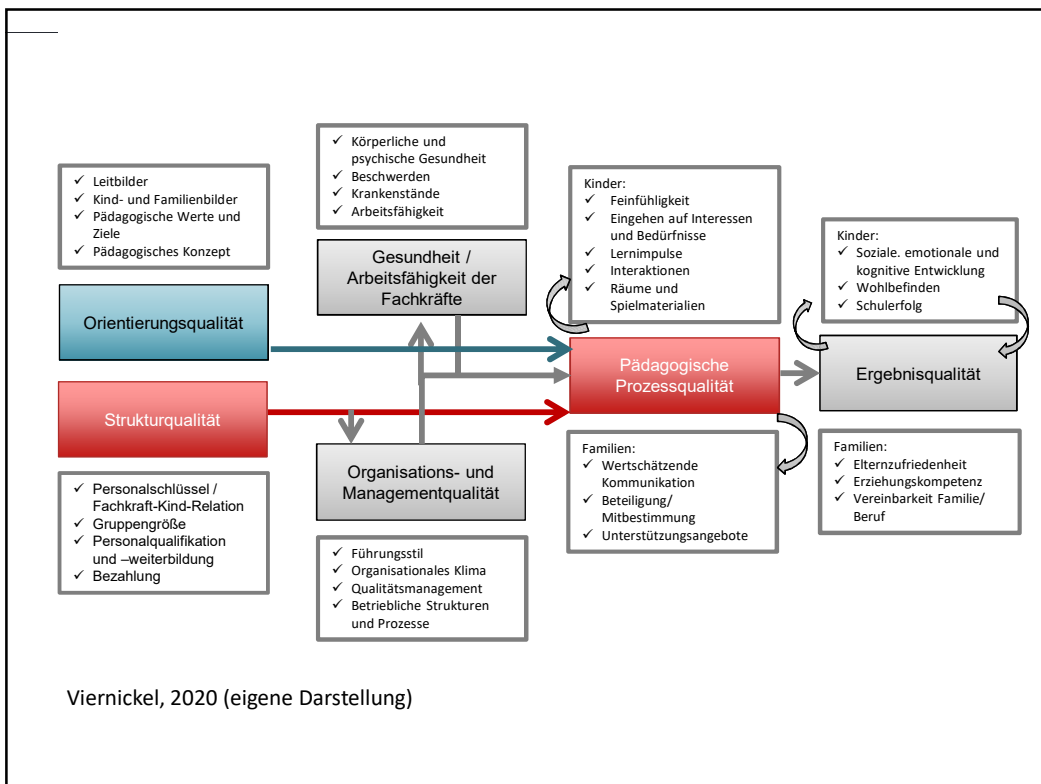 Leitbilder
Kind- und Familienbilder
Pädagogische Werte und
Ziele
Pädagogisches Konzept
Orientierungsqualität
Strukturqualität
Personalschlüssel /
Fachkraft-Kind-Relation
Gruppengröße
Personalqualifikation
und –weiterbildung
Bezahlung
Körperliche und
psychische Gesundheit
Beschwerden
Krankenstände
Arbeitsfähigkeit
Gesundheit /
Arbeitsfähigkeit der
Fachkräfte
Organisations- und
Managementqualität
Führungsstil
Organisationales Klima
Qualitätsmanagement
Betriebliche Strukturen
und Prozesse
Kinder:
Feinfühligkeit
Eingehen auf Interessen
und Bedürfnisse
Lernimpulse
Interaktionen
Räume und
Spielmaterialien
Pädagogische
Prozessqualität
Familien:
Wertschätzende
Kommunikation
Beteiligung/
Mitbestimmung
Unterstützungsangebote
Kinder:
Soziale. emotionale und
kognitive Entwicklung
Wohlbefinden
Schulerfolg
Ergebnisqualität
Familien:
Elternzufriedenheit
Erziehungskompetenz
Vereinbarkeit Familie/
Beruf
Viernickel, 2020 (eigene Darstellung)